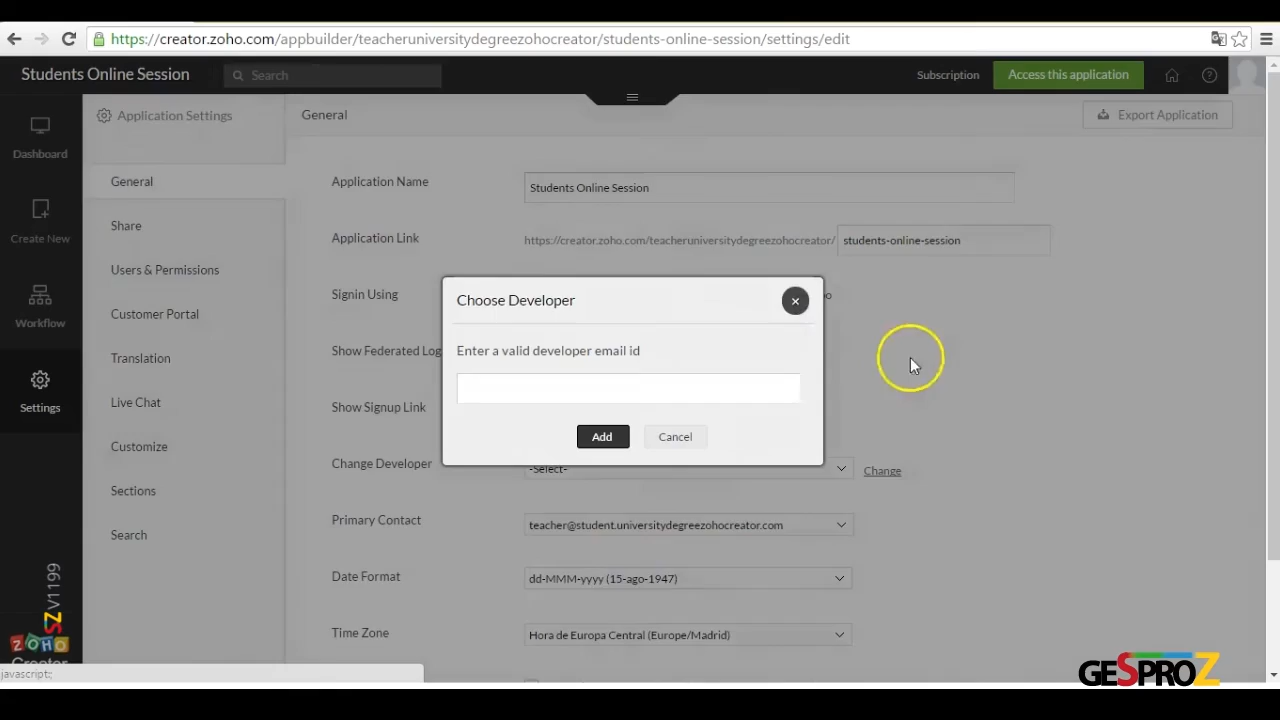 https://creator.zoho.com/appbuilder/teacheruniversitydegreezohocreator/students-online-session/settings/edit
Students Online Session
Search
Subscription
Access this application
Application Settings
General
Export Application
Dashboard
Create New
Workflow
Settings
General
Share
Users & Permissions
Customer Portal
Translation
Live Chat
Customize
Sections
Search
Application Name
Students Online Session
Application Link
https://creator.zoho.com/teacheruniversitydegreezohocreator/
students-online-session
Signin Using
Show Federated Log
Show Signup Link
Choose Developer
Enter a valid developer email id
Add
Cancel
Change Developer
-Select-
Change
Primary Contact
teacher@student.universitydegreezohocreator.com
Date Format
dd-MMM-yyyy (15-ago-1947)
Time Zone
Hora de Europa Central (Europe/Madrid)
SZ V1199
ZOHO
Creator
javascript:;
GESPROZ